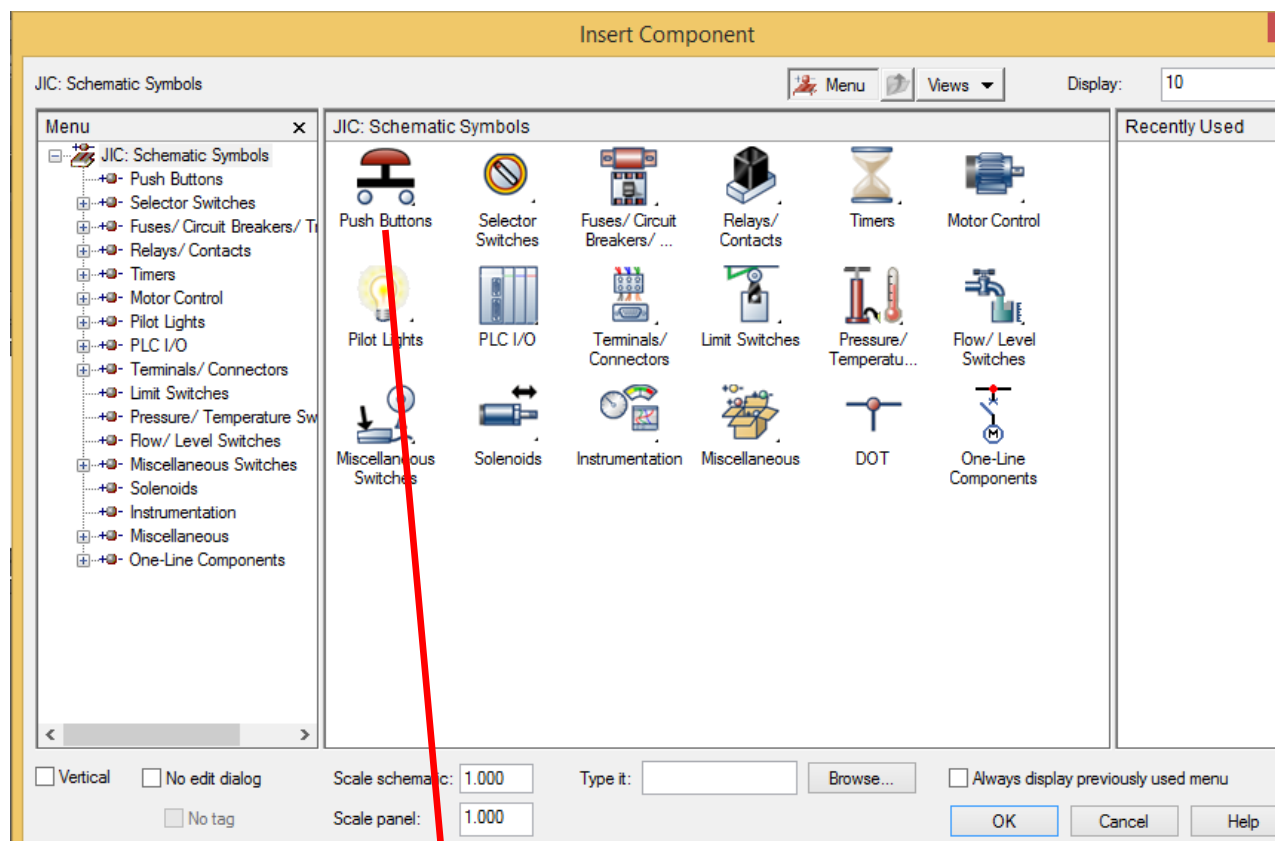 Insert Component
JIC: Schematic Symbols
Menu
Views
Display:
10
Menu
JIC: Schematic Symbols
Push Buttons
Selector Switches
Fuses/ Circuit Breakers/ Tr
Relays/ Contacts
Timers
Motor Control
Pilot Lights
PLC I/O
Terminals/ Connectors
Limit Switches
Pressure/ Temperature Sw
Flow/ Level Switches
Miscellaneous Switches
Solenoids
Instrumentation
Miscellaneous
One-Line Components
JIC: Schematic Symbols
Push Buttons
Selector
Switches
Fuses/ Circuit
Breakers/ ...
Relays/
Contacts
Timers
Motor Control
Pilot Lights
PLC I/O
Terminals/
Connectors
Limit Switches
Pressure/
Temperatu...
Flow/ Level
Switches
Miscellaneous
Switches
Solenoids
Instrumentation
Miscellaneous
DOT
One-Line
Components
Recently Used
Vertical
No edit dialog
No tag
Scale schematic:
1.000
Scale panel:
1.000
Type it:
Browse...
Always display previously used menu
OK
Cancel
Help